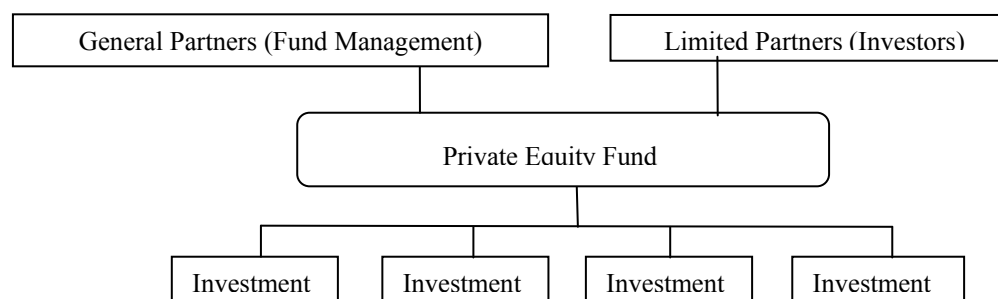 General Partners (Fund Management)
Limited Partners (Investors)
Private Equity Fund
Investment
Investment
Investment
Investment